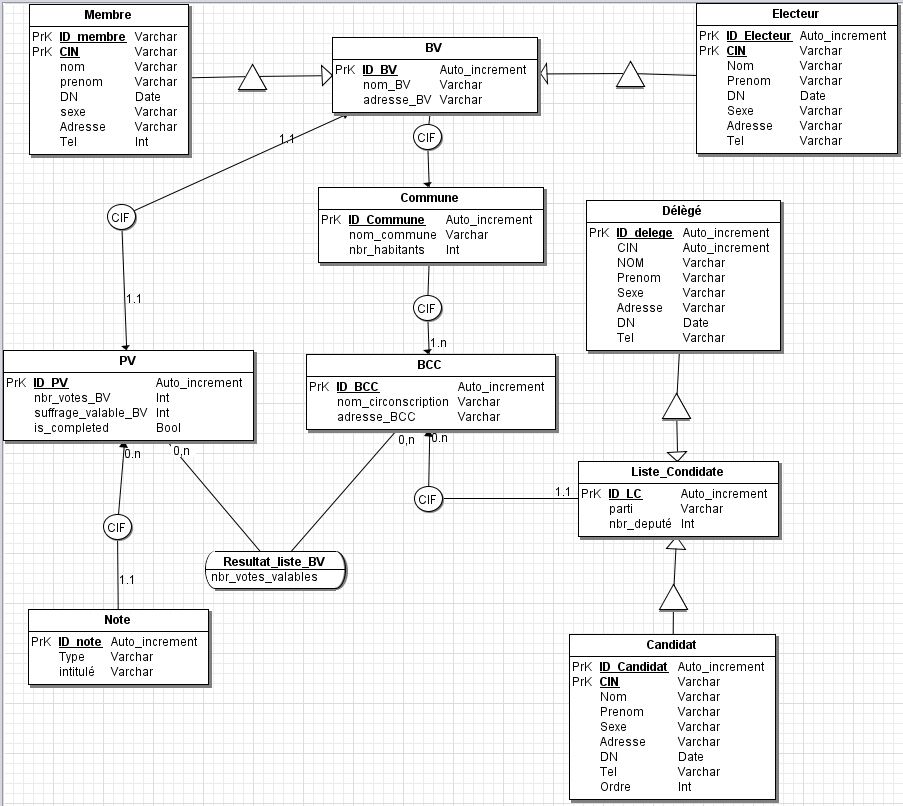 Membre
PrK ID_membre Varchar
PrK CIN Varchar
nom Varchar
prenom Varchar
DN Date
sexe Varchar
Adresse Varchar
Tel Int
BV
PrK ID_BV Auto_increment
nom_BV Varchar
adresse_BV Varchar
Electeur
PrK ID_Electeur Auto_increment
PrK CIN Varchar
Nom Varchar
Prenom Varchar
DN Date
Sexe Varchar
Adresse Varchar
Tel Varchar
1.1
CIF
CIF
1.1
Commune
PrK ID_Commune Auto_increment
nom_commune Varchar
nbr_habitants Int
CIF
1.n
Délègé
PrK ID_delege Auto_increment
CIN Auto_increment
NOM Varchar
Prenom Varchar
Sexe Varchar
Adresse Varchar
DN Date
Tel Varchar
PV
PrK ID_PV Auto_increment
nbr_votes_BV Int
suffrage_valable_BV Int
is_completed Bool
BCC
PrK ID_BCC Auto_increment
nom_circonscription Varchar
adresse_BCC Varchar
0.n
0,n
0,n
0.n
CIF
1.1
Liste_Condidate
PrK ID_LC Auto_increment
parti Varchar
nbr_deputé Int
CIF
1.1
Resultat_liste_BV
nbr_votes_valables
Note
PrK ID_note Auto_increment
Type Varchar
intitulé Varchar
Candidat
PrK ID_Candidat Auto_increment
PrK CIN Varchar
Nom Varchar
Prenom Varchar
Sexe Varchar
Adresse Varchar
DN Date
Tel Varchar
Ordre Int